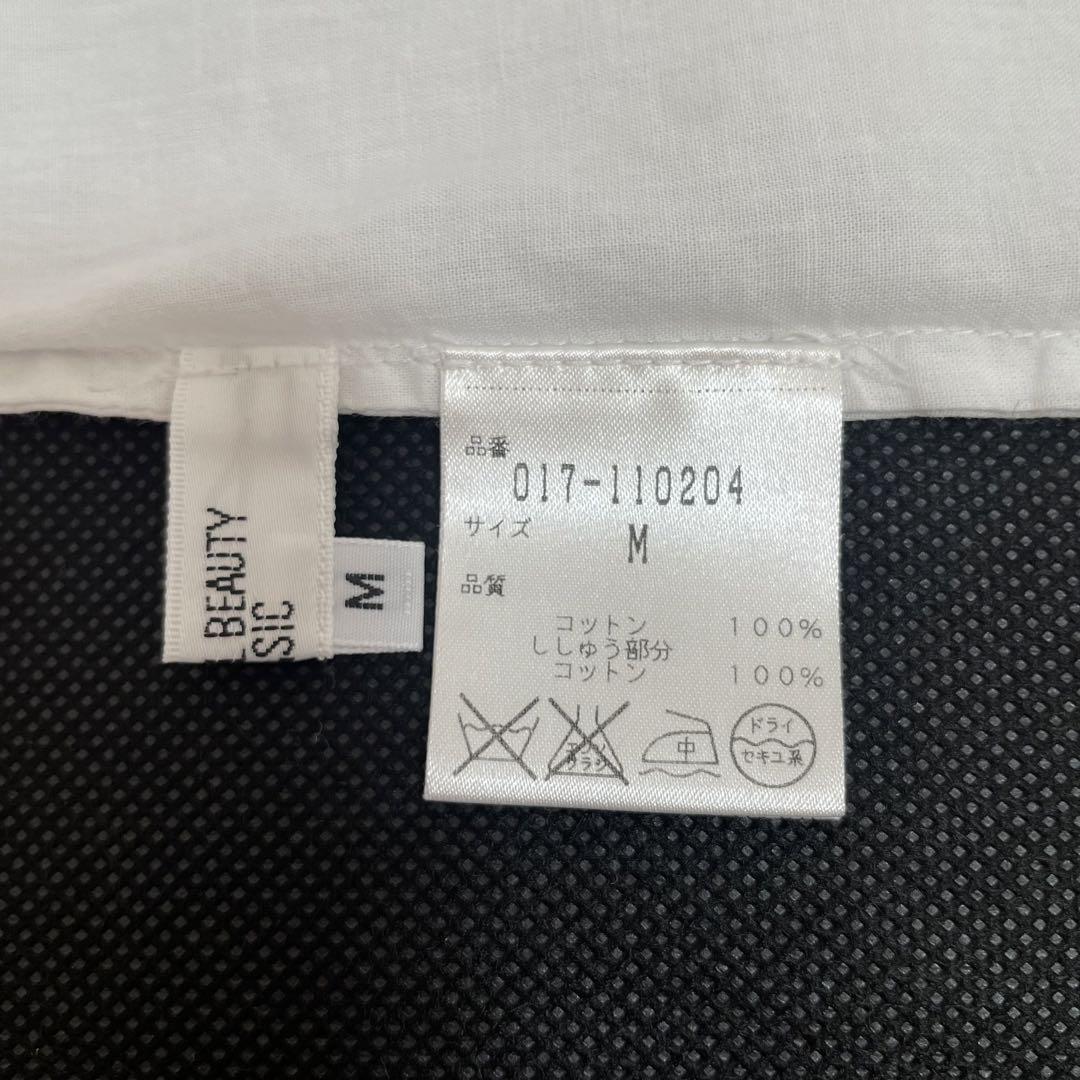 品番
017-110204
サイズ
M
品質
コットン 100%
ししゅう部分
コットン 100%
中
ドライ
セキユ系
BEAUTY
M